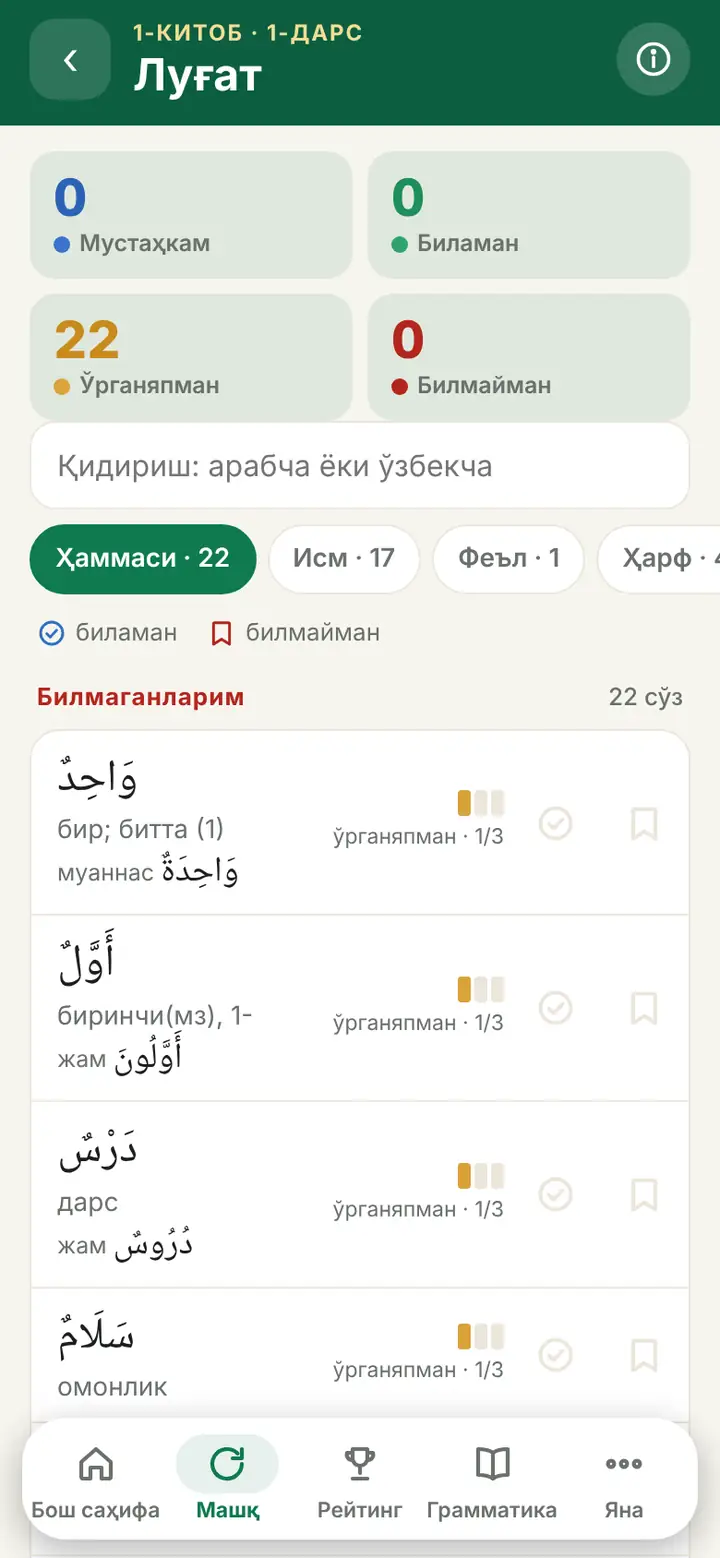 1-КИТОБ · 1-ДАРС
Луғат
0
Мустаҳкам
0
Биламан
22
Ўрганяпман
0
Билмайман
Қидириш: арабча ёки ўзбекча
Ҳаммаси · 22 Исм · 17 Феъл · 1 Ҳарф ·
биламан билмайман
Билмаганларим 22 сўз
وَاحِدٌ
бир; битта (1)
муаннас وَاحِدَةٌ
ўрганяпман · 1/3
أَوَّلٌ
биринчи(мз), 1-
жам أَوَّلُونَ
ўрганяпман · 1/3
دَرْسٌ
дарс
жам دُرُوسٌ
ўрганяпман · 1/3
سَلَامٌ
омонлик
ўрганяпман · 1/3
Бош саҳифа Машқ Рейтинг Грамматика Яна